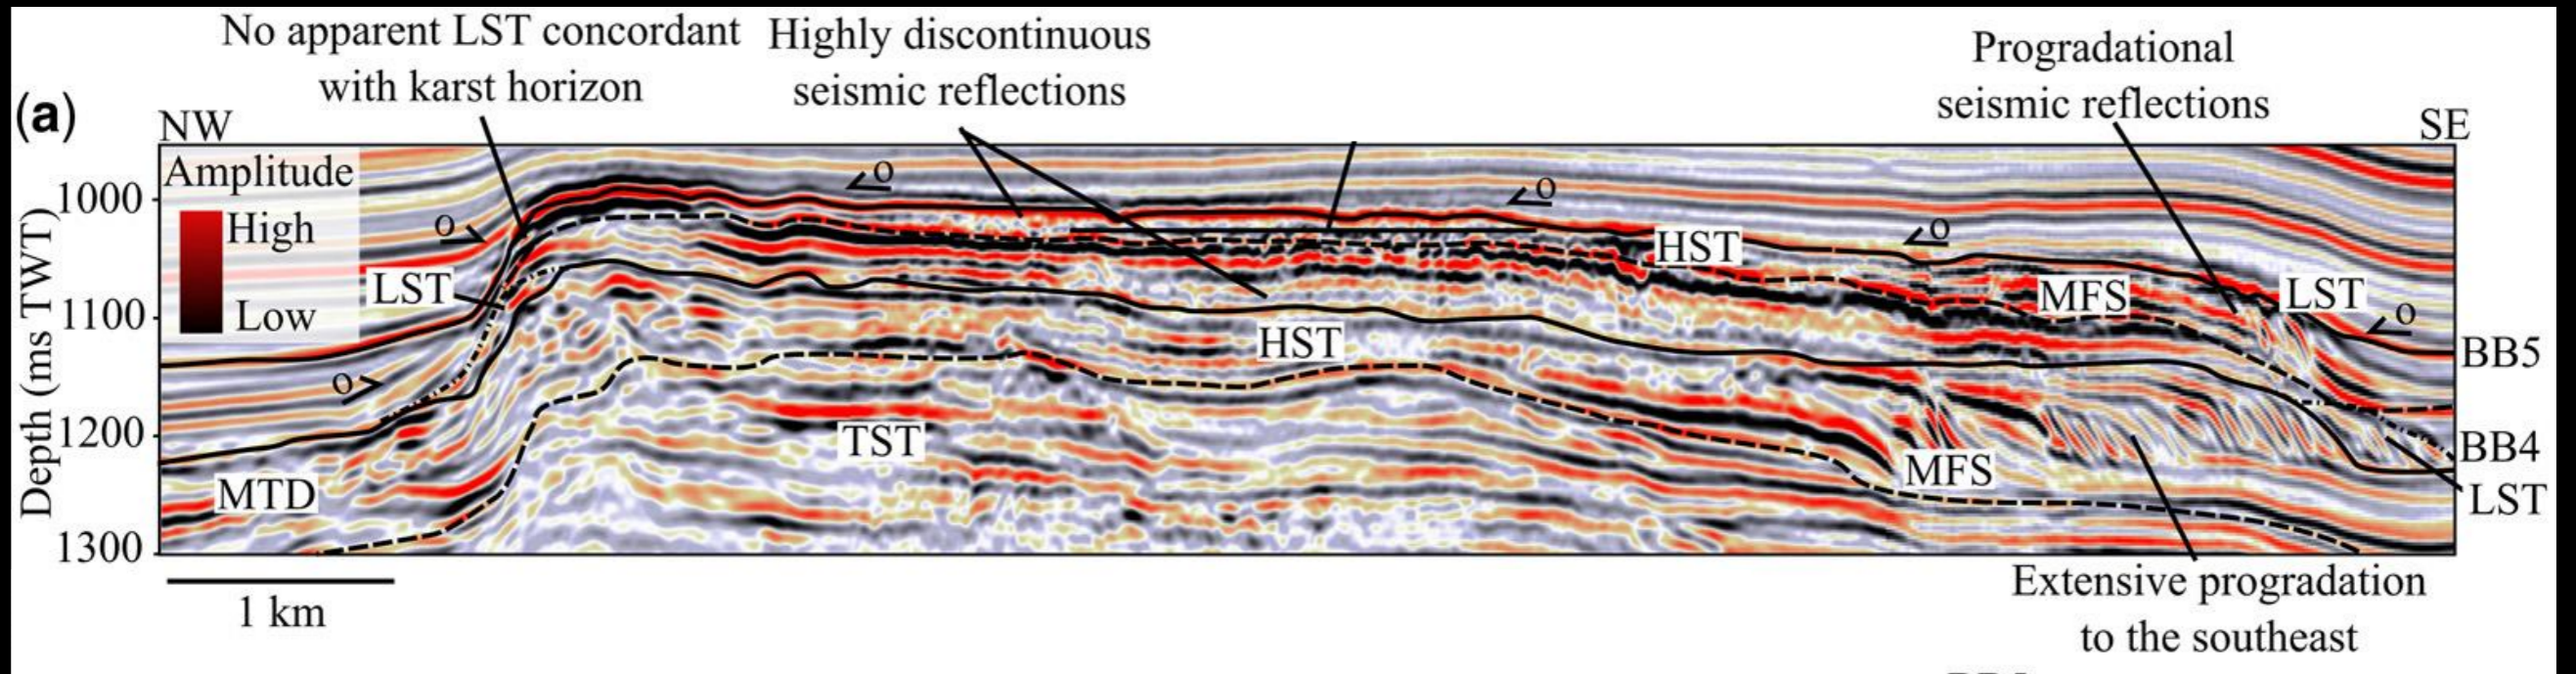 No apparent LST concordant
with karst horizon
Highly discontinuous
seismic reflections
Progradational
seismic reflections
(a)
NW
SE
Amplitude
High
Low
Depth (ms TWT)
1000
1100
1200
1300
o
o
o
o
o
o
o
LST
HST
MFS
LST
HST
BB5
TST
MFS
BB4
LST
MTD
1 km
Extensive progradation
to the southeast